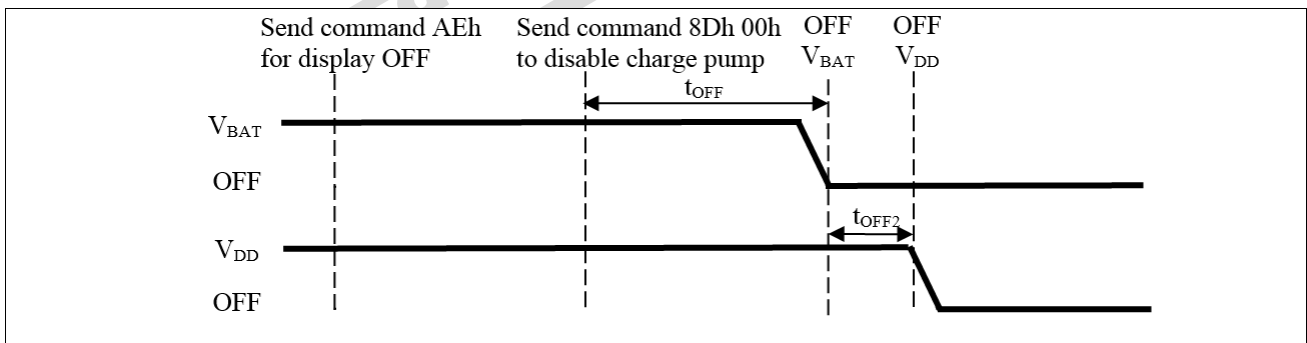 Send command AEh
for display OFF
Send command 8Dh 00h
to disable charge pump
OFF
VBAT
OFF
VDD
tOFF
VBAT
OFF
tOFF2
VDD
OFF